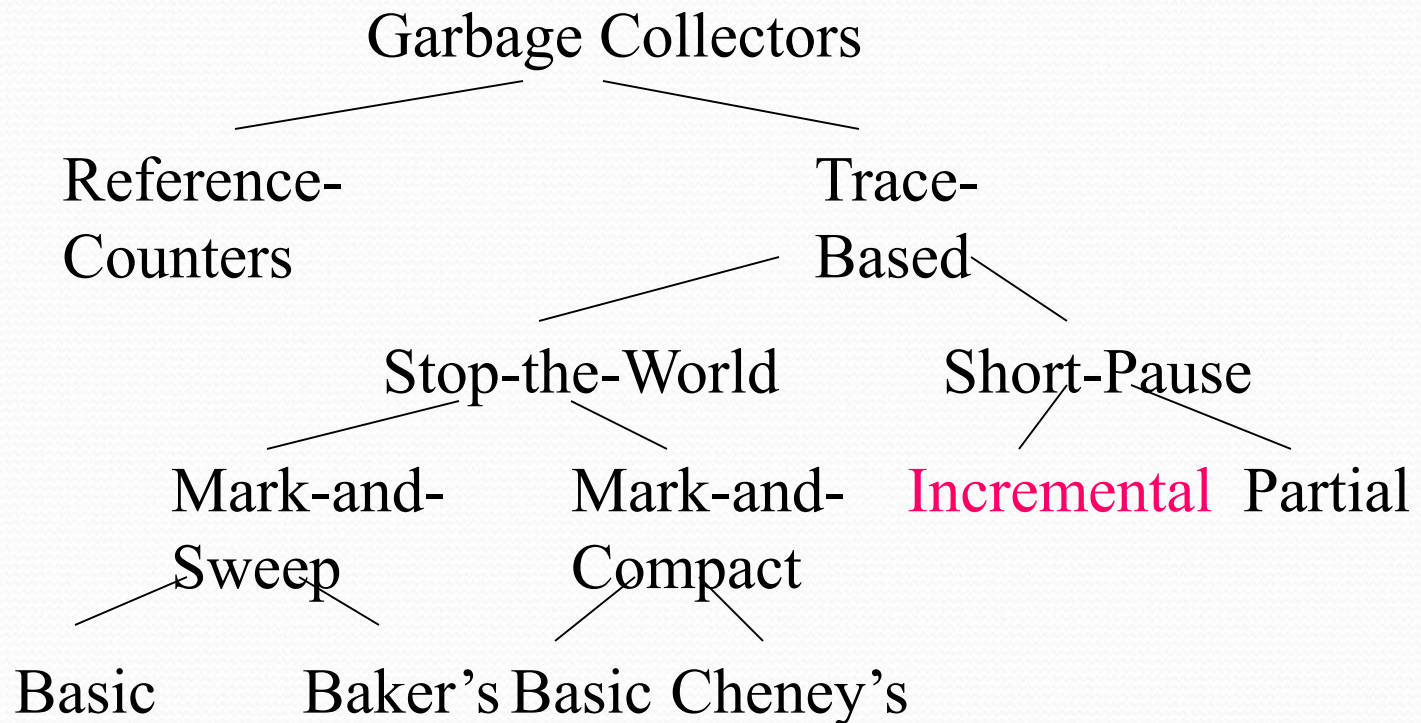 Garbage Collectors
Reference-
Counters
Trace-
Based
Stop-the-World
Short-Pause
Mark-and-
Sweep
Mark-and-
Compact
Incremental
Partial
Basic
Baker’s
Basic
Cheney’s